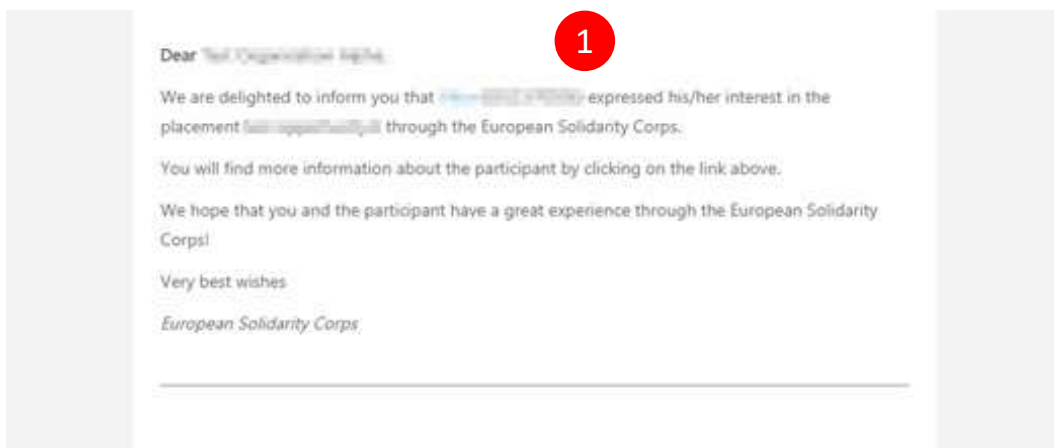 1
Dear
We are delighted to inform you that expressed his/her interest in the
placement through the European Solidarity Corps.
You will find more information about the participant by clicking on the link above.
We hope that you and the participant have a great experience through the European Solidarity
Corps!
Very best wishes
European Solidarity Corps